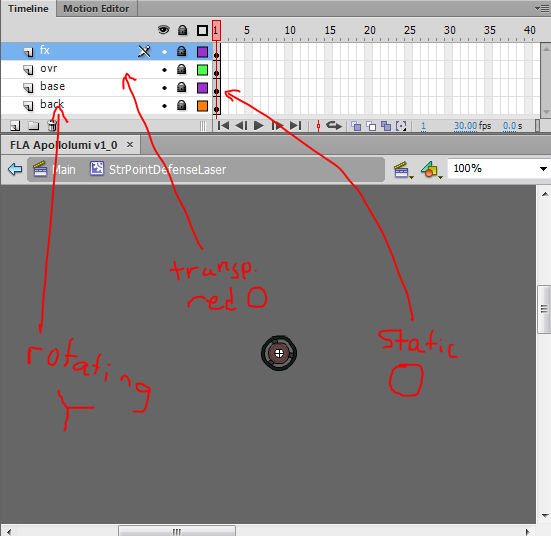 Timeline Motion Editor
1 5 10 15 20 25 30 35 40
fx
ovr
base
back
1 30.00 fps 0.0 s
FLA Apollolumi v1_0 ×
Main StrPointDefenseLaser 100%
transp.
red
static
rotating